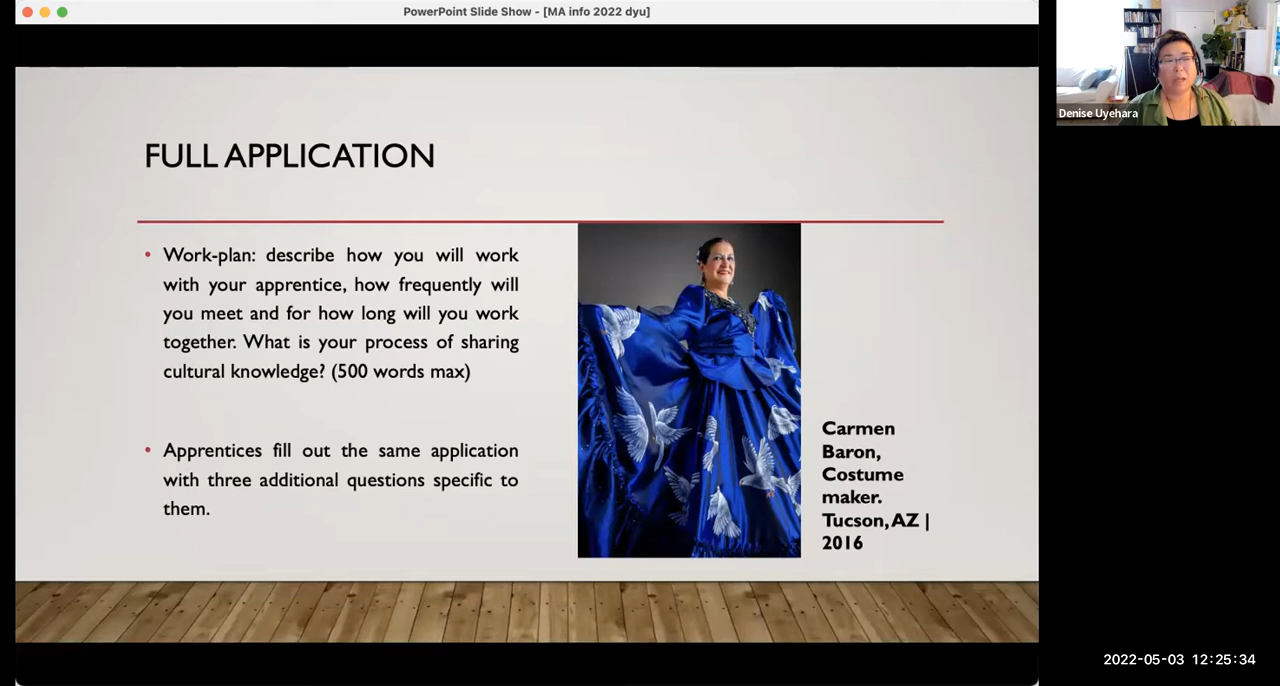 PowerPoint Slide Show - [MA info 2022 dyu]
FULL APPLICATION
• Work-plan: describe how you will work
with your apprentice, how frequently will
you meet and for how long will you work
together. What is your process of sharing
cultural knowledge? (500 words max)
• Apprentices fill out the same application
with three additional questions specific to
them.
Carmen
Baron,
Costume
maker.
Tucson, AZ |
2016
Denise Uyehara
2022-05-03 12:25:34